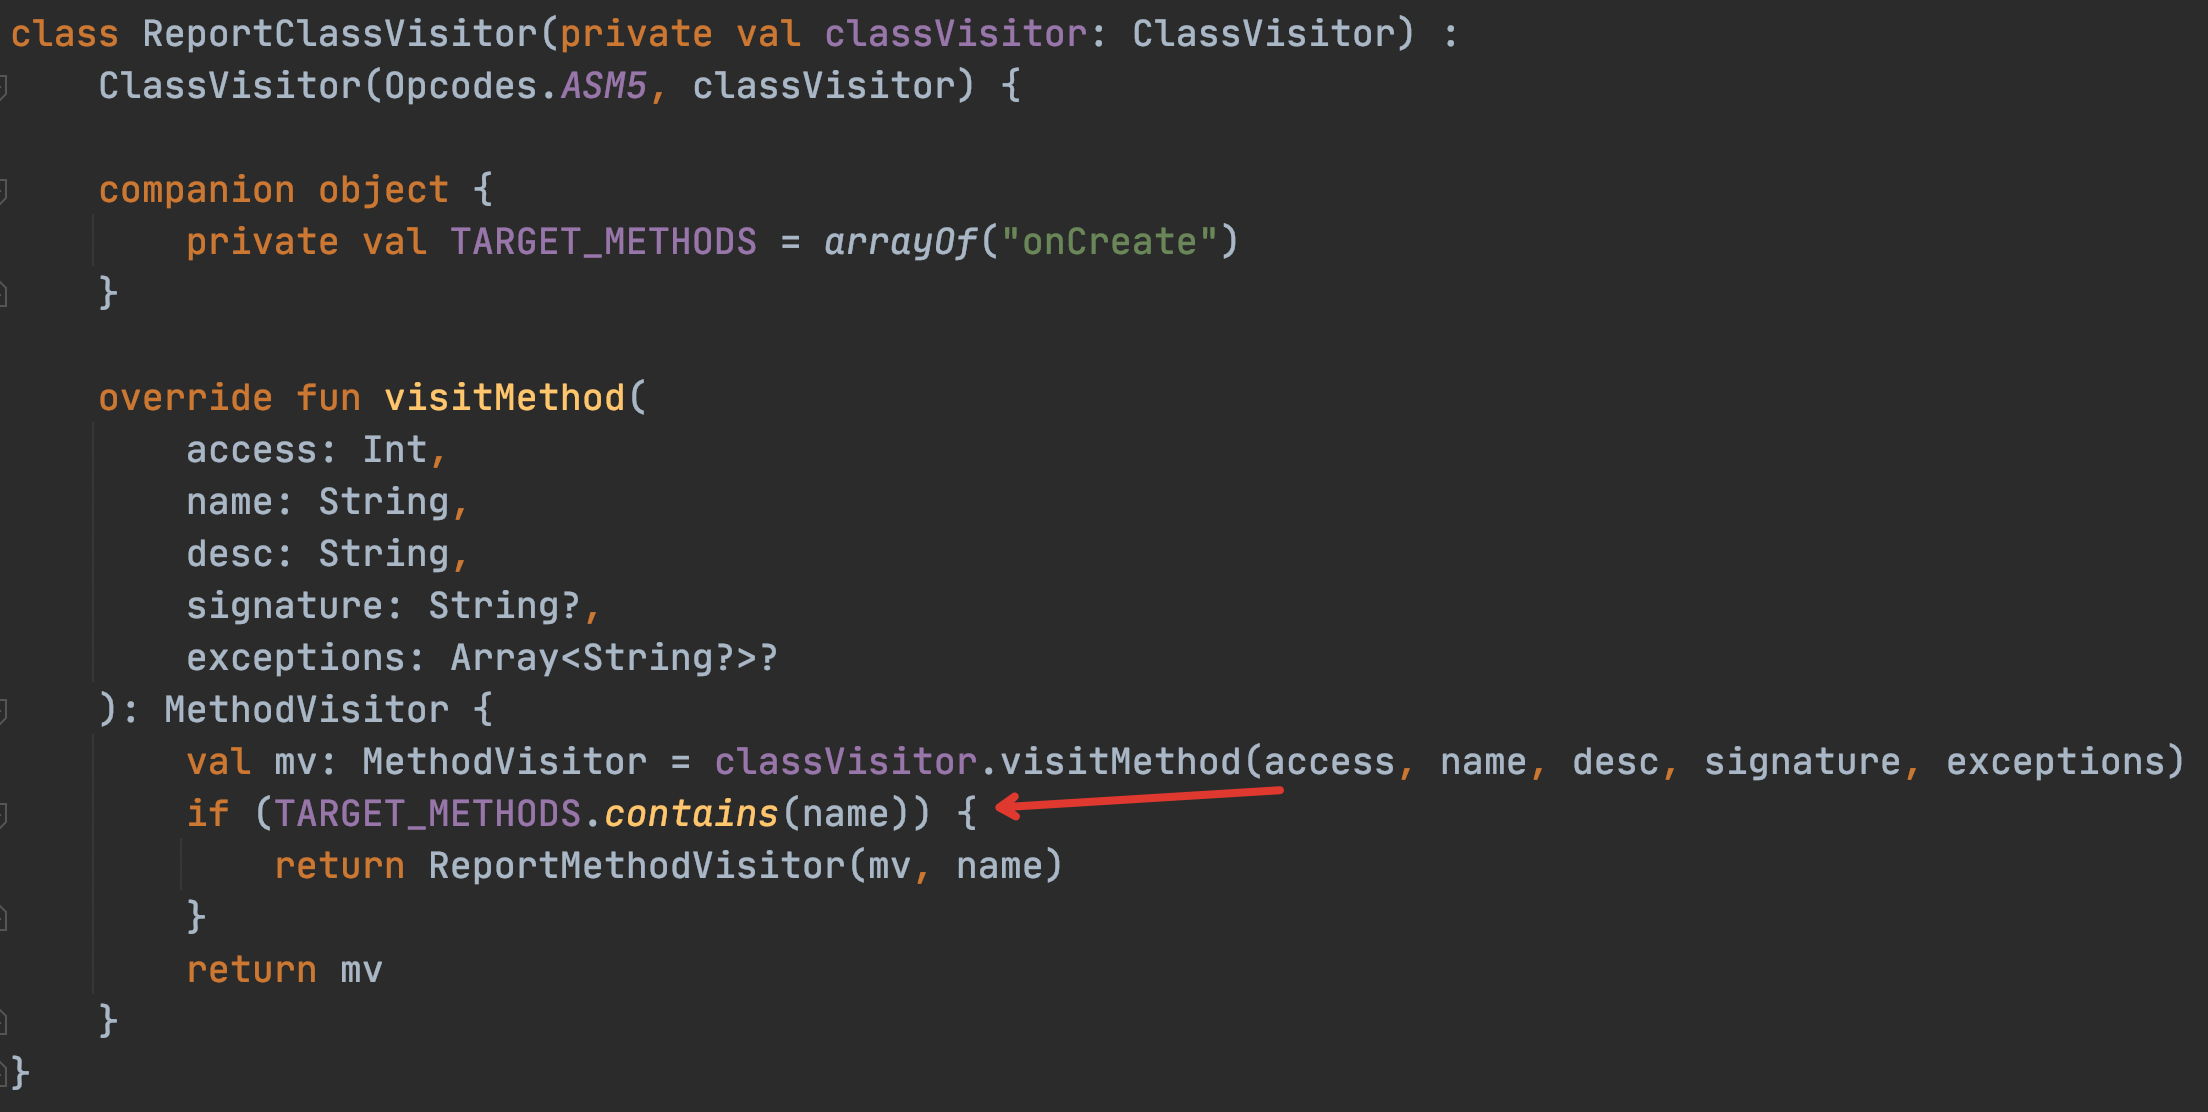 class ReportClassVisitor(private val classVisitor: ClassVisitor) :
    ClassVisitor(Opcodes.ASM5, classVisitor) {
    companion object {
        private val TARGET_METHODS = arrayOf("onCreate")
    }
    override fun visitMethod(
        access: Int,
        name: String,
        desc: String,
        signature: String?,
        exceptions: Array<String?>?
    ): MethodVisitor {
        val mv: MethodVisitor = classVisitor.visitMethod(access, name, desc, signature, exceptions)
        if (TARGET_METHODS.contains(name)) {
            return ReportMethodVisitor(mv, name)
        }
        return mv
    }
}